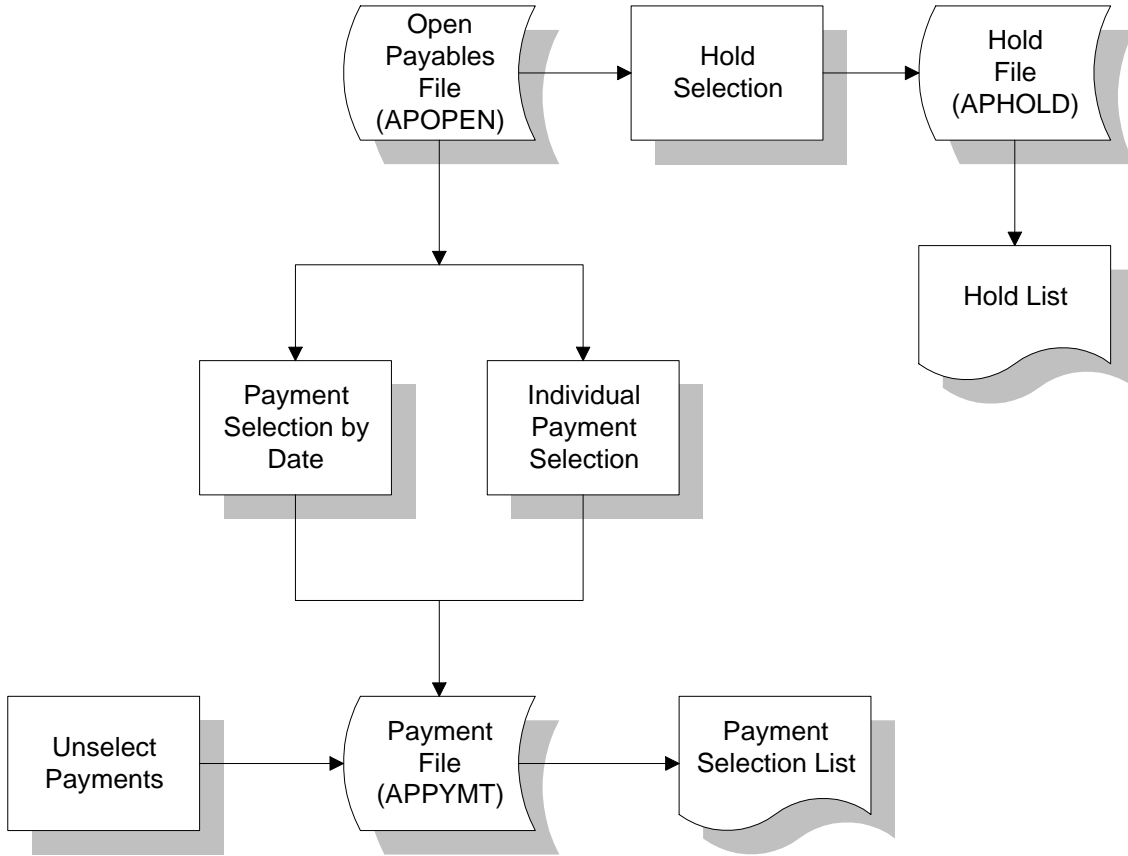 Open
Payables
File
(APOPEN)
Hold
Selection
Hold
File
(APHOLD)
Hold List
Payment
Selection by
Date
Individual
Payment
Selection
Unselect
Payments
Payment
File
(APPYMT)
Payment
Selection List